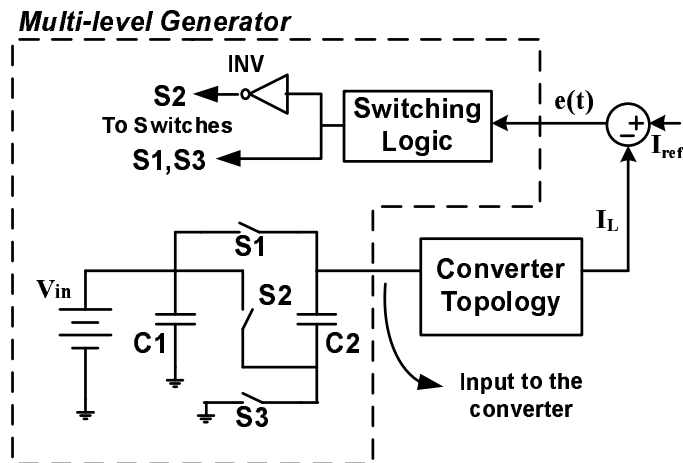 Multi-level Generator
INV
S2
To Switches
S1,S3
Switching
Logic
e(t)
+
−
Iref
IL
S1
Vin
S2
C1
C2
S3
Converter
Topology
Input to the
converter